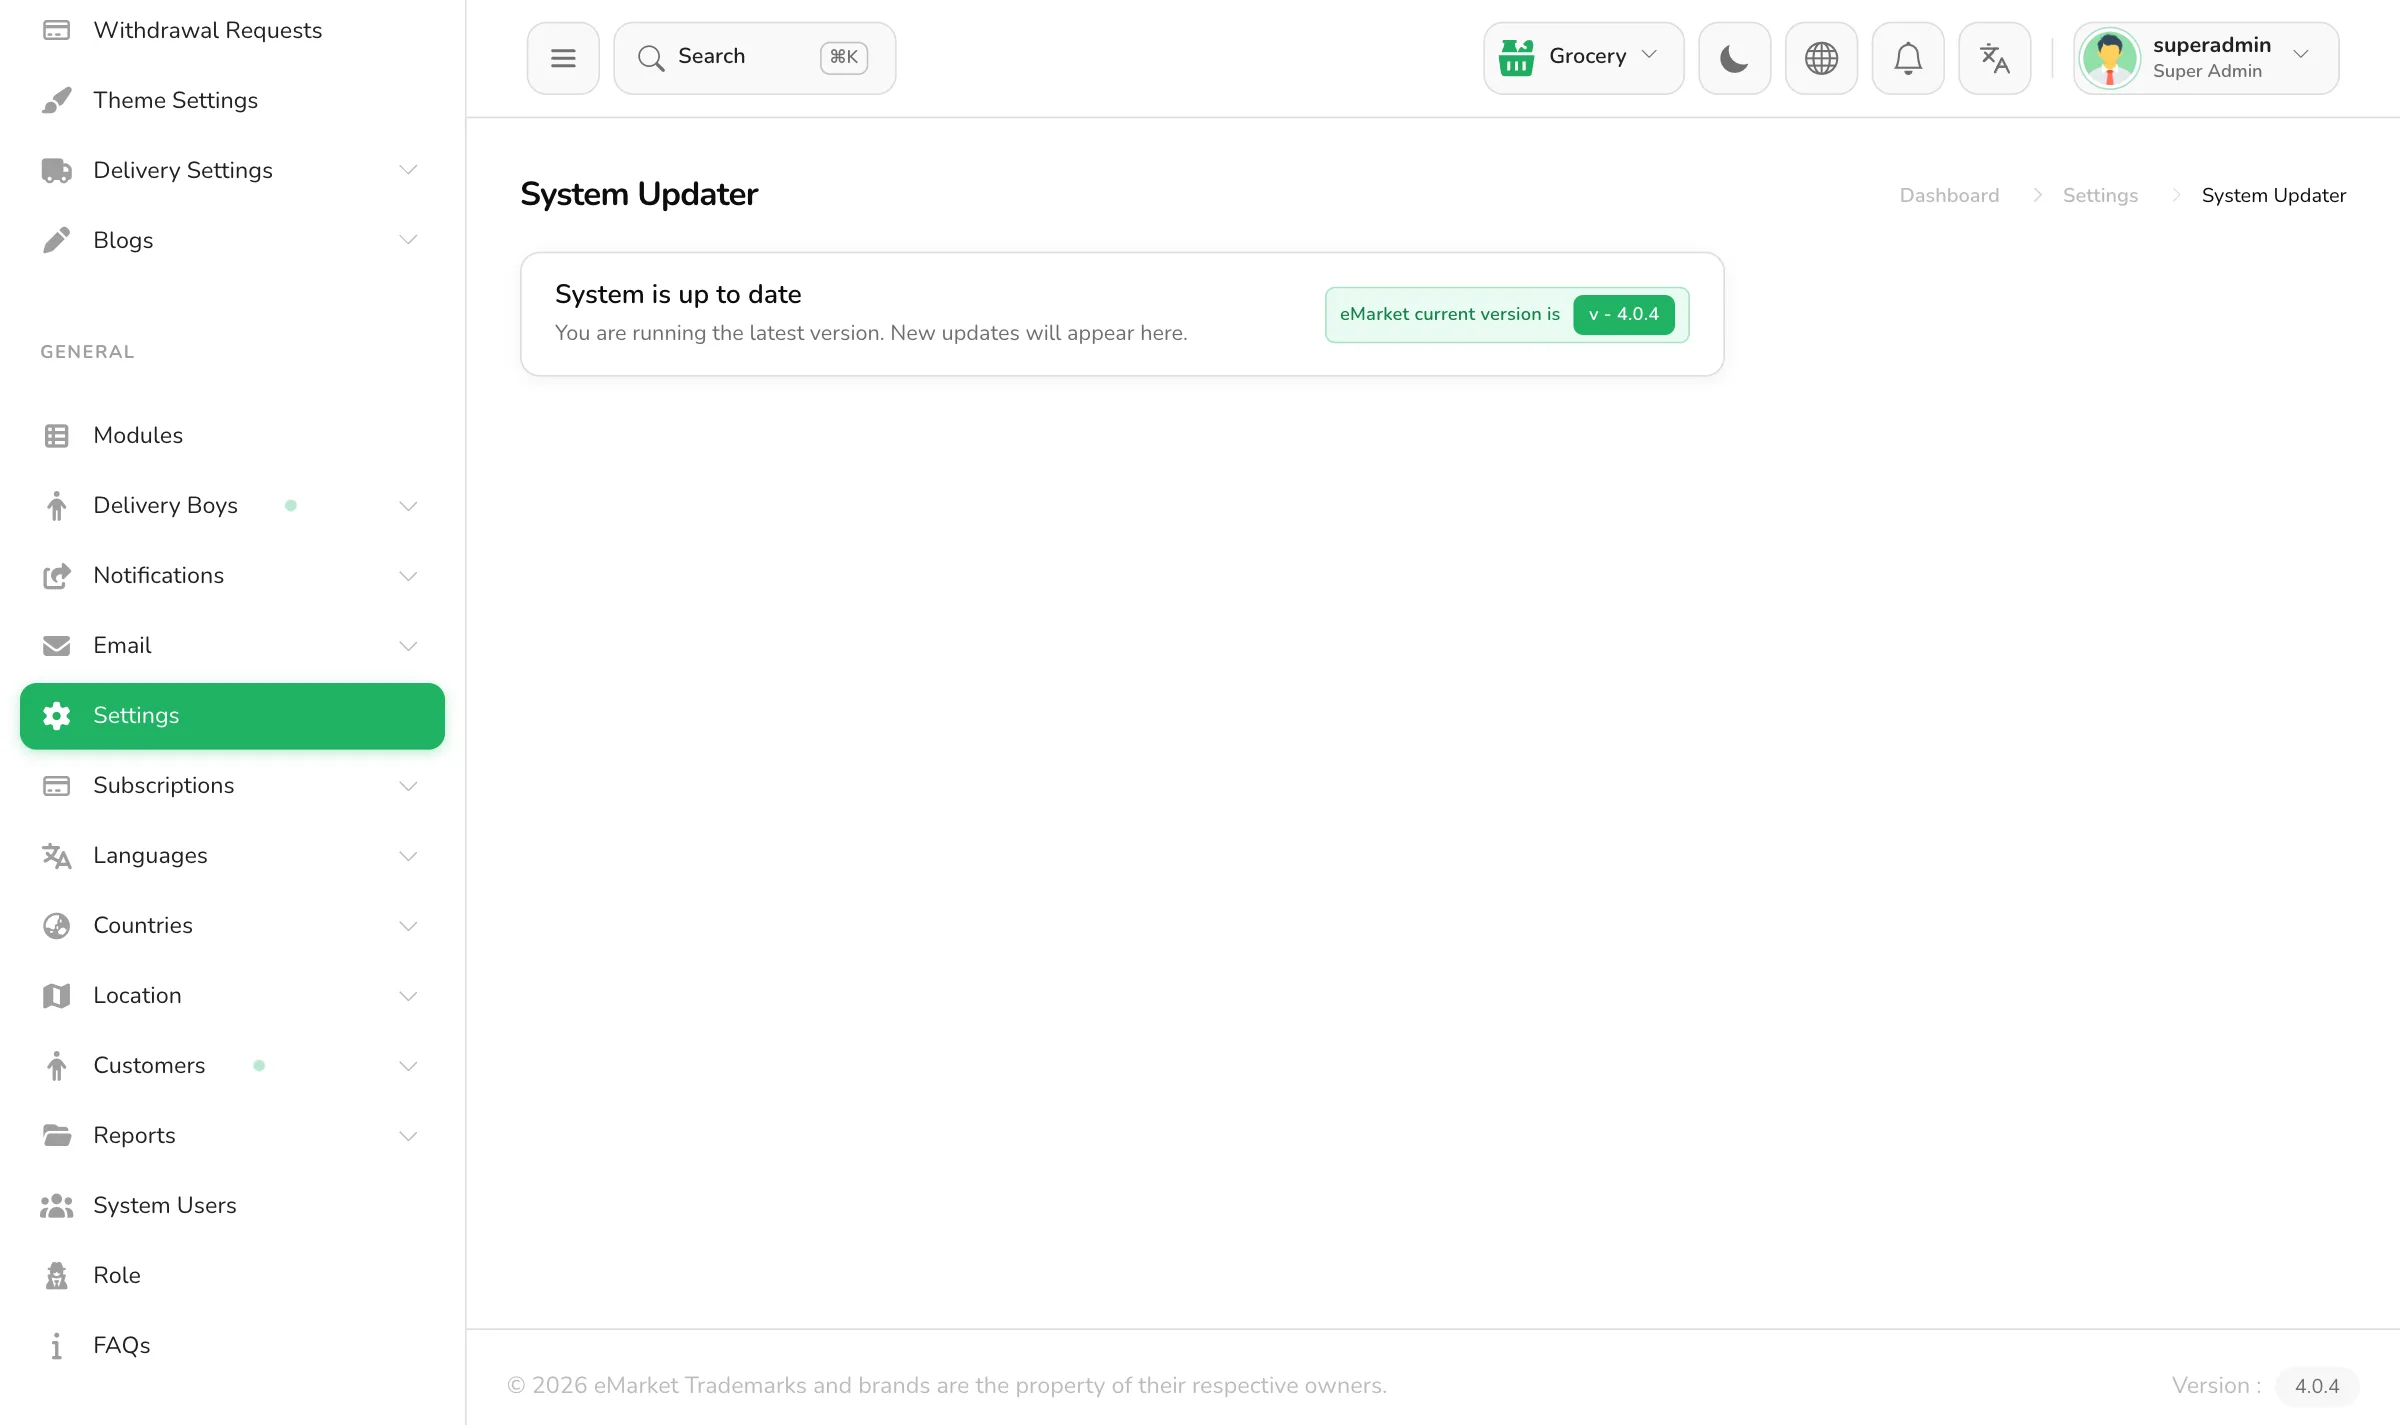 Withdrawal Requests
Theme Settings
Delivery Settings
Blogs
GENERAL
Modules
Delivery Boys
Notifications
Email
Settings
Subscriptions
Languages
Countries
Location
Customers
Reports
System Users
Role
FAQs
Search ⌘K
Grocery
superadmin
Super Admin
System Updater
Dashboard > Settings > System Updater
System is up to date
You are running the latest version. New updates will appear here.
eMarket current version is v - 4.0.4
© 2026 eMarket Trademarks and brands are the property of their respective owners.
Version : 4.0.4